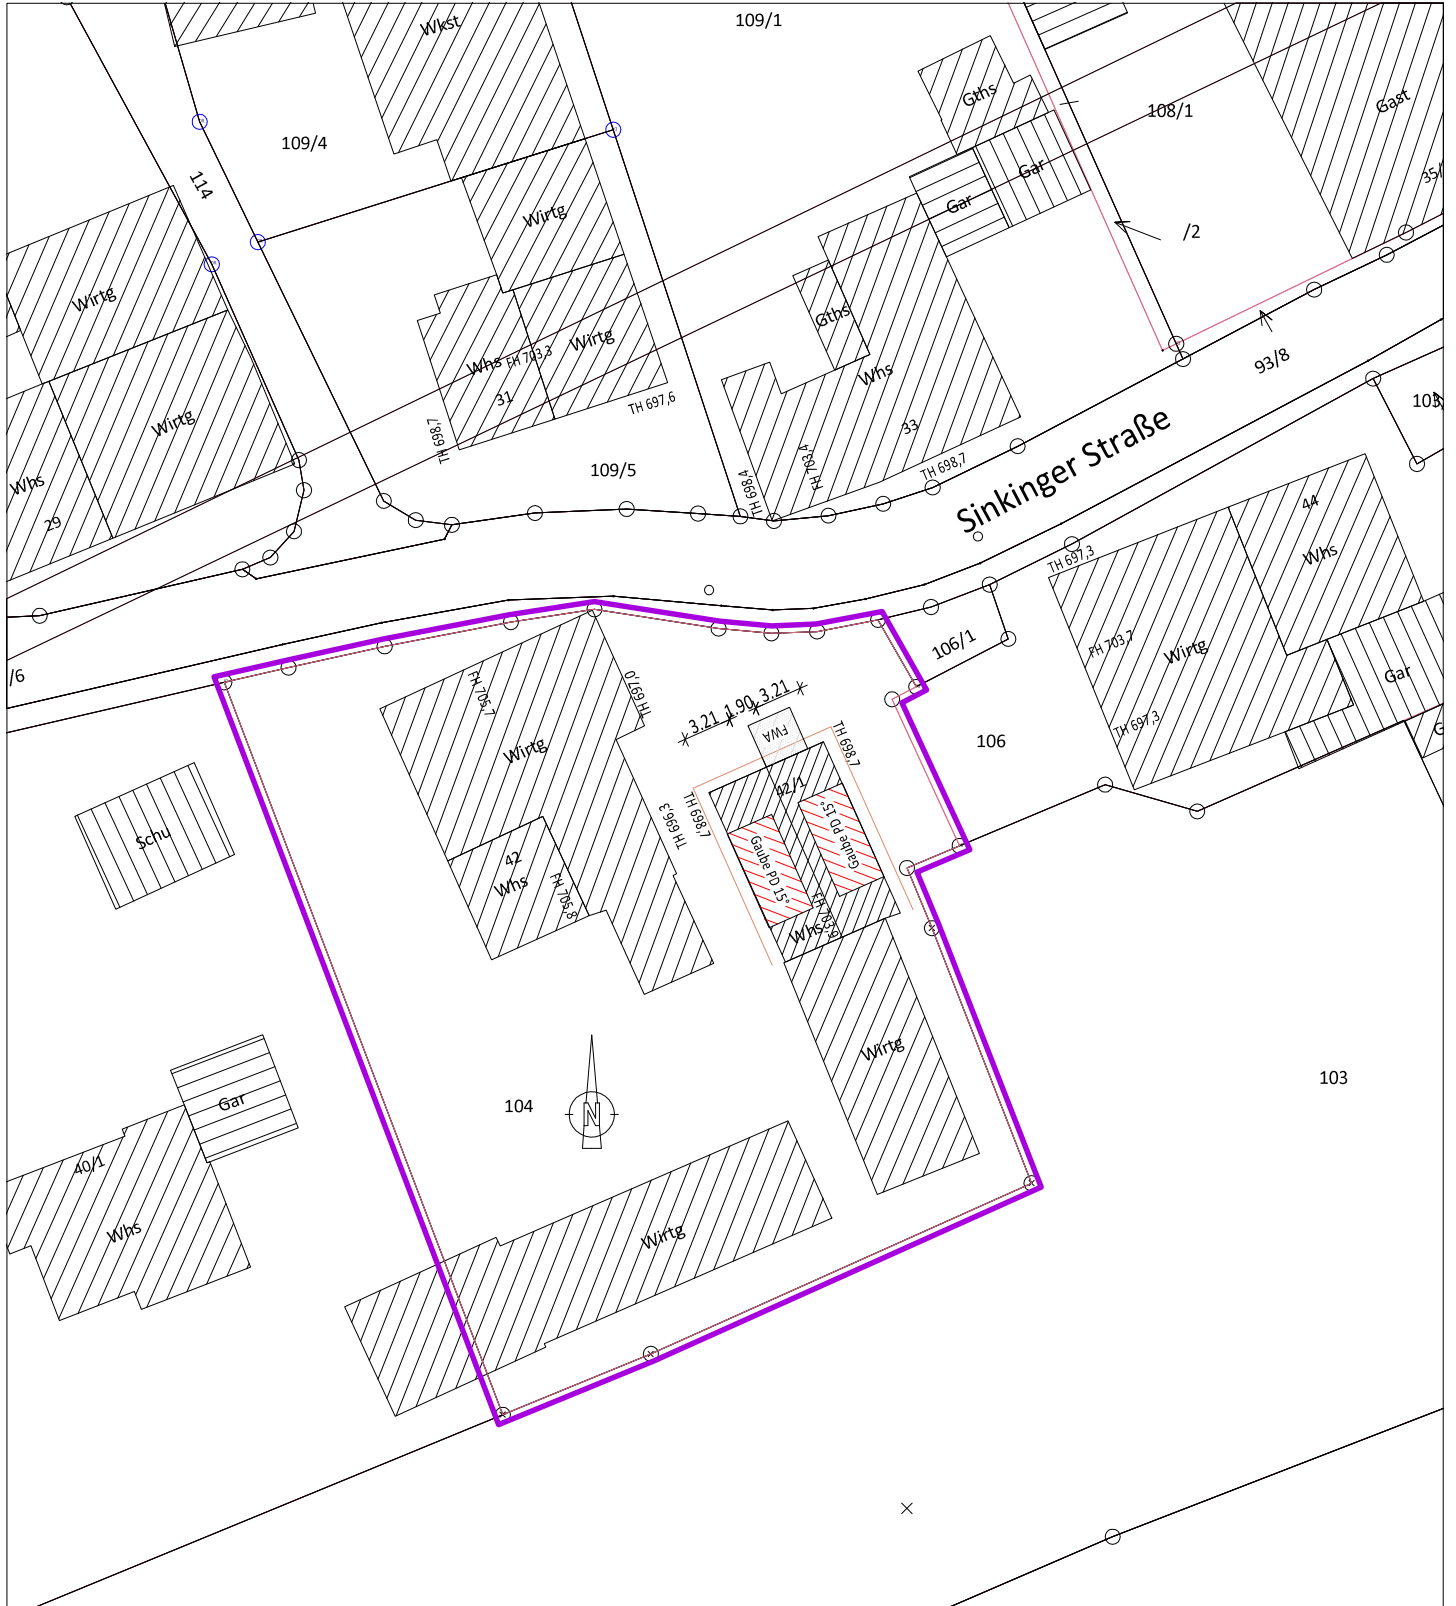 Wkst
109/1
Gths
108/1
Gast
35/
109/4
114
Wirtg
Gar
Gar
/2
Wirtg
Gths
Wirtg
Whs
FH 703,3
31
TH 697,6
TH 698,7
Whs
33
93/8
103
Wirtg
Whs
29
109/5
TH 698,4
FH 703,4
TH 698,7
Sinkinger Straße
44
Whs
TH 697,3
FH 703,7
Wirtg
Gar
TH 697,3
G
/6
106/1
106
FH 705,7
TH 697,0
Wirtg
3.21
1.90
3.21
FWA
TH 698,7
TH 698,7
42/1
Gaube PD 15°
Gaube PD 15°
TH 696,3
Schu
42
Whs
FH 705,8
FH 703,9
Whs
Wirtg
103
Gar
104
N
40/1
Whs
Wirtg